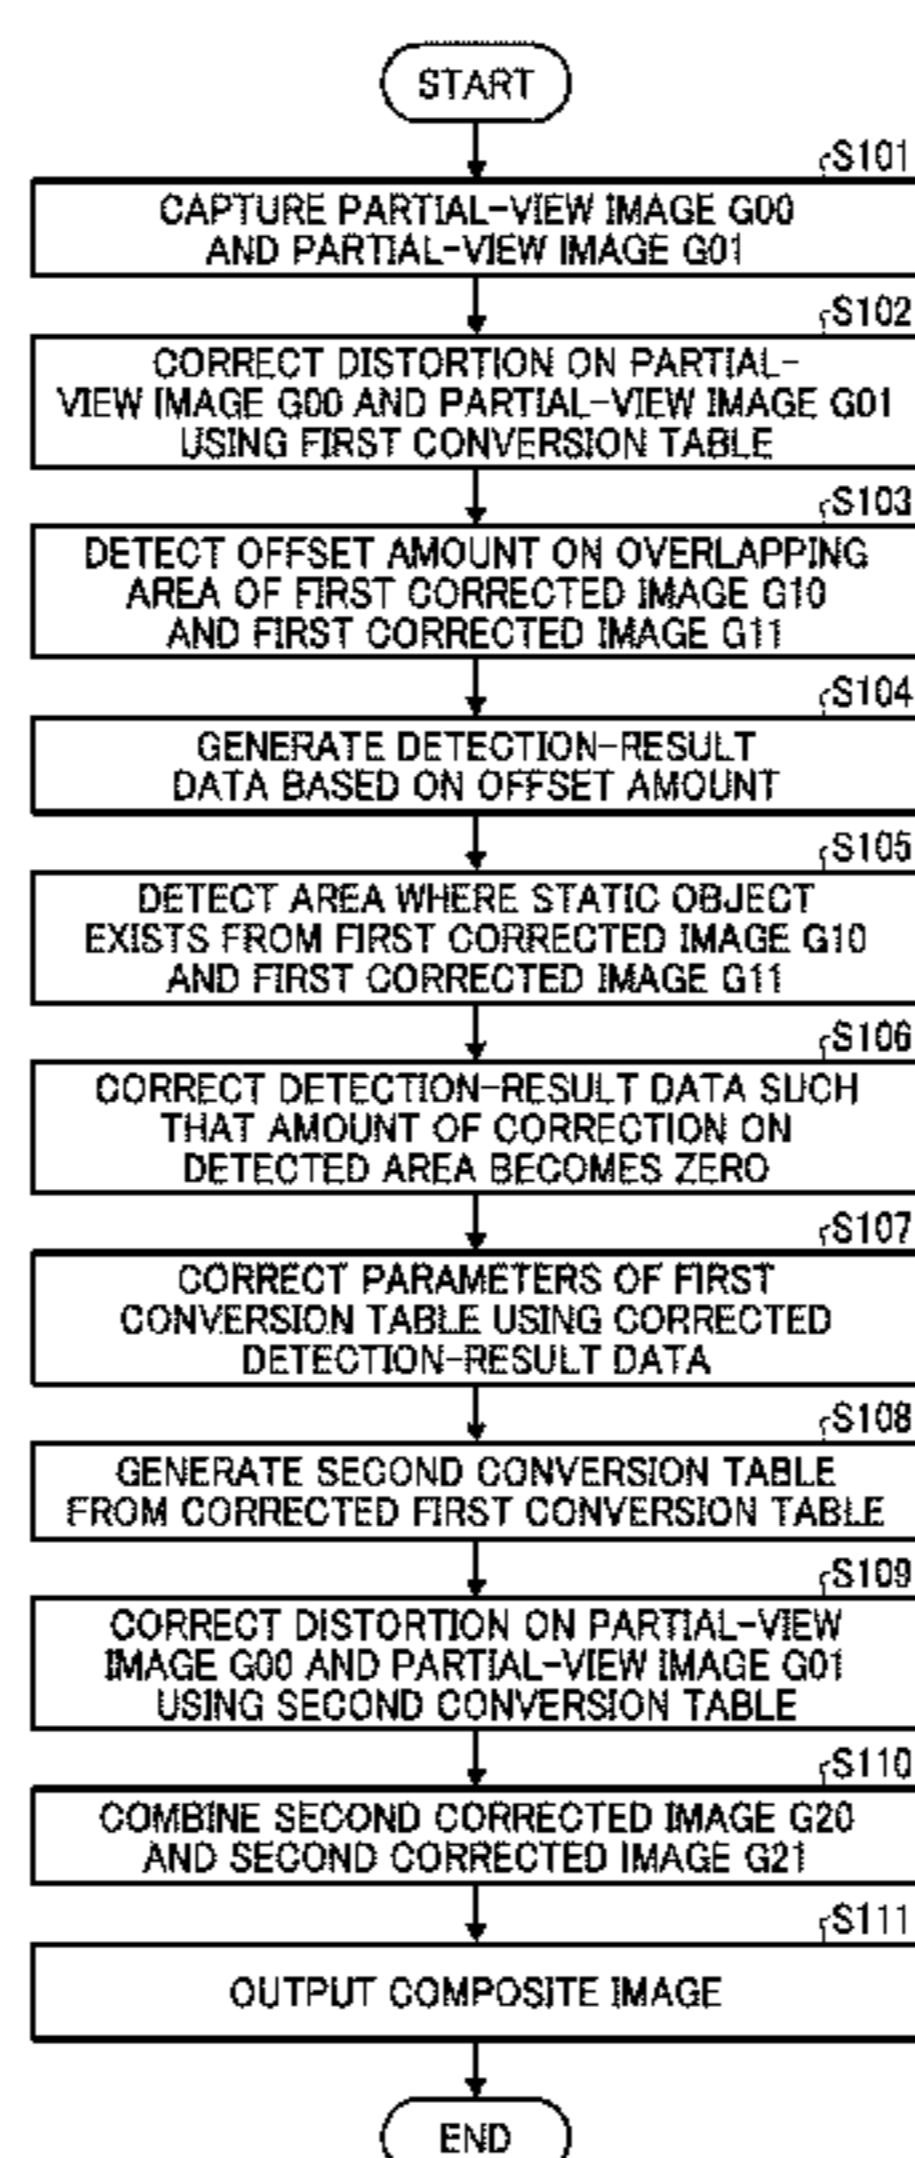 START
S101
CAPTURE PARTIAL-VIEW IMAGE G00
AND PARTIAL-VIEW IMAGE G01
S102
CORRECT DISTORTION ON PARTIAL-
VIEW IMAGE G00 AND PARTIAL-VIEW IMAGE G01
USING FIRST CONVERSION TABLE
S103
DETECT OFFSET AMOUNT ON OVERLAPPING
AREA OF FIRST CORRECTED IMAGE G10
AND FIRST CORRECTED IMAGE G11
S104
GENERATE DETECTION-RESULT
DATA BASED ON OFFSET AMOUNT
S105
DETECT AREA WHERE STATIC OBJECT
EXISTS FROM FIRST CORRECTED IMAGE G10
AND FIRST CORRECTED IMAGE G11
S106
CORRECT DETECTION-RESULT DATA SUCH
THAT AMOUNT OF CORRECTION ON
DETECTED AREA BECOMES ZERO
S107
CORRECT PARAMETERS OF FIRST
CONVERSION TABLE USING CORRECTED
DETECTION-RESULT DATA
S108
GENERATE SECOND CONVERSION TABLE
FROM CORRECTED FIRST CONVERSION TABLE
S109
CORRECT DISTORTION ON PARTIAL-VIEW
IMAGE G00 AND PARTIAL-VIEW IMAGE G01
USING SECOND CONVERSION TABLE
S110
COMBINE SECOND CORRECTED IMAGE G20
AND SECOND CORRECTED IMAGE G21
S111
OUTPUT COMPOSITE IMAGE
END